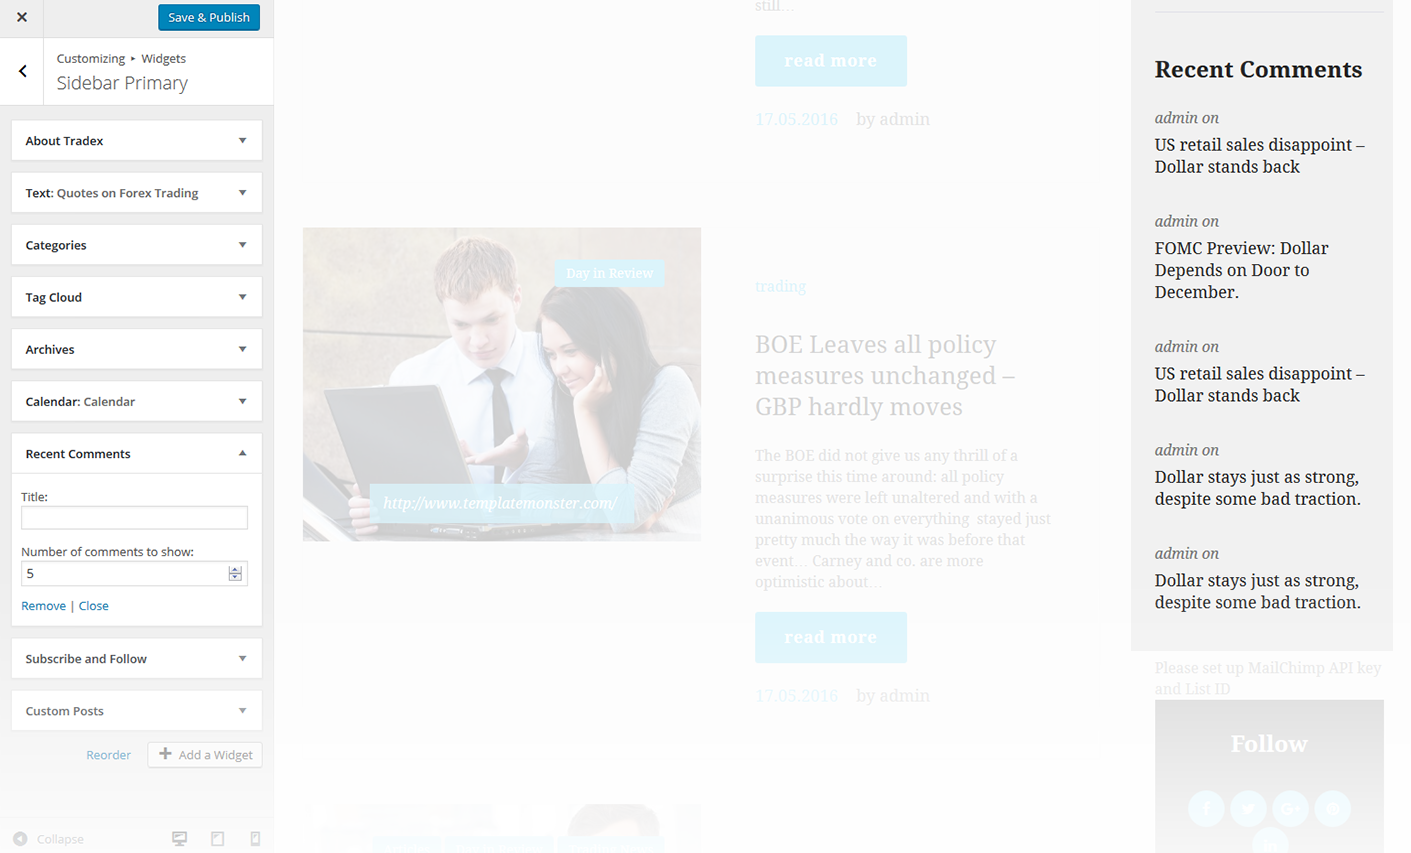 Save & Publish
Customizing ▸ Widgets
Sidebar Primary
About Tradex
Text: Quotes on Forex Trading
Categories
Tag Cloud
Archives
Calendar: Calendar
Recent Comments
Title:
Number of comments to show:
5
Remove | Close
Subscribe and Follow
Custom Posts
Reorder
Add a Widget
Collapse
still…
read more
17.05.2016 by admin
Day in Review
http://www.templatemonster.com/
trading
BOE Leaves all policy
measures unchanged –
GBP hardly moves
The BOE did not give us any thrill of a
surprise this time around: all policy
measures were left unaltered and with a
unanimous vote on everything stayed just
pretty much the way it was before that
event… Carney and co. are more
optimistic about…
read more
17.05.2016 by admin
Recent Comments
admin on
US retail sales disappoint –
Dollar stands back
admin on
FOMC Preview: Dollar
Depends on Door to
December.
admin on
US retail sales disappoint –
Dollar stands back
admin on
Dollar stays just as strong,
despite some bad traction.
admin on
Dollar stays just as strong,
despite some bad traction.
Please set up MailChimp API key
and List ID
Follow